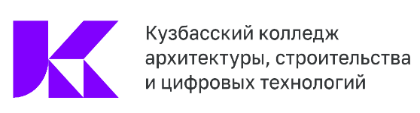 Кузбасский колледж
архитектуры, строительства
и цифровых технологий